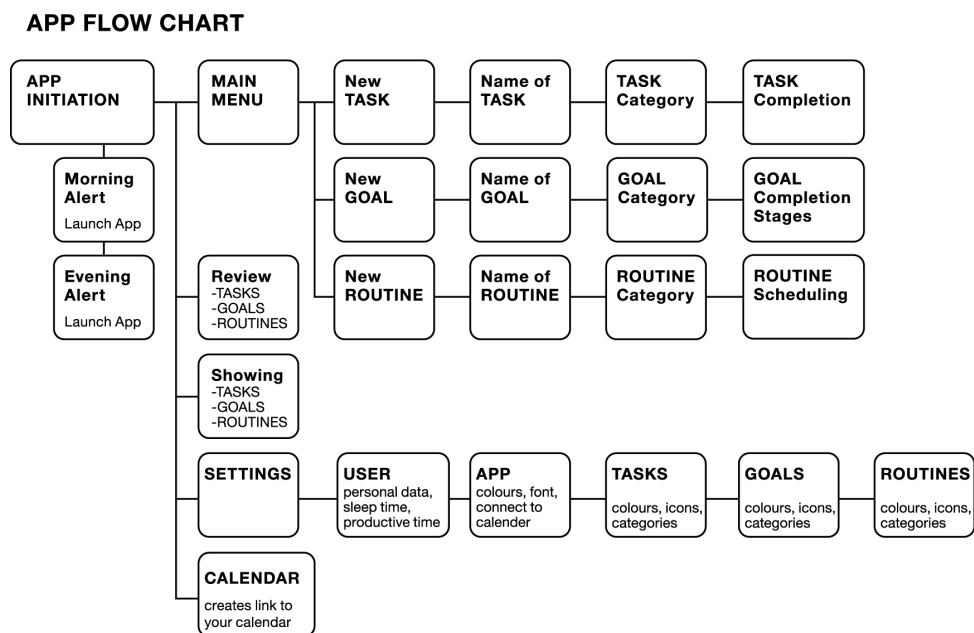 APP FLOW CHART
APP
INITIATION
MAIN
MENU
New
TASK
Name of
TASK
TASK
Category
TASK
Completion
Morning
Alert
Launch App
New
GOAL
Name of
GOAL
GOAL
Category
GOAL
Completion
Stages
Evening
Alert
Launch App
Review
-TASKS
-GOALS
-ROUTINES
New
ROUTINE
Name of
ROUTINE
ROUTINE
Category
ROUTINE
Scheduling
Showing
-TASKS
-GOALS
-ROUTINES
SETTINGS
USER
personal data,
sleep time,
productive time
APP
colours, font,
connect to
calender
TASKS
colours, icons,
categories
GOALS
colours, icons,
categories
ROUTINES
colours, icons,
categories
CALENDAR
creates link to
your calendar